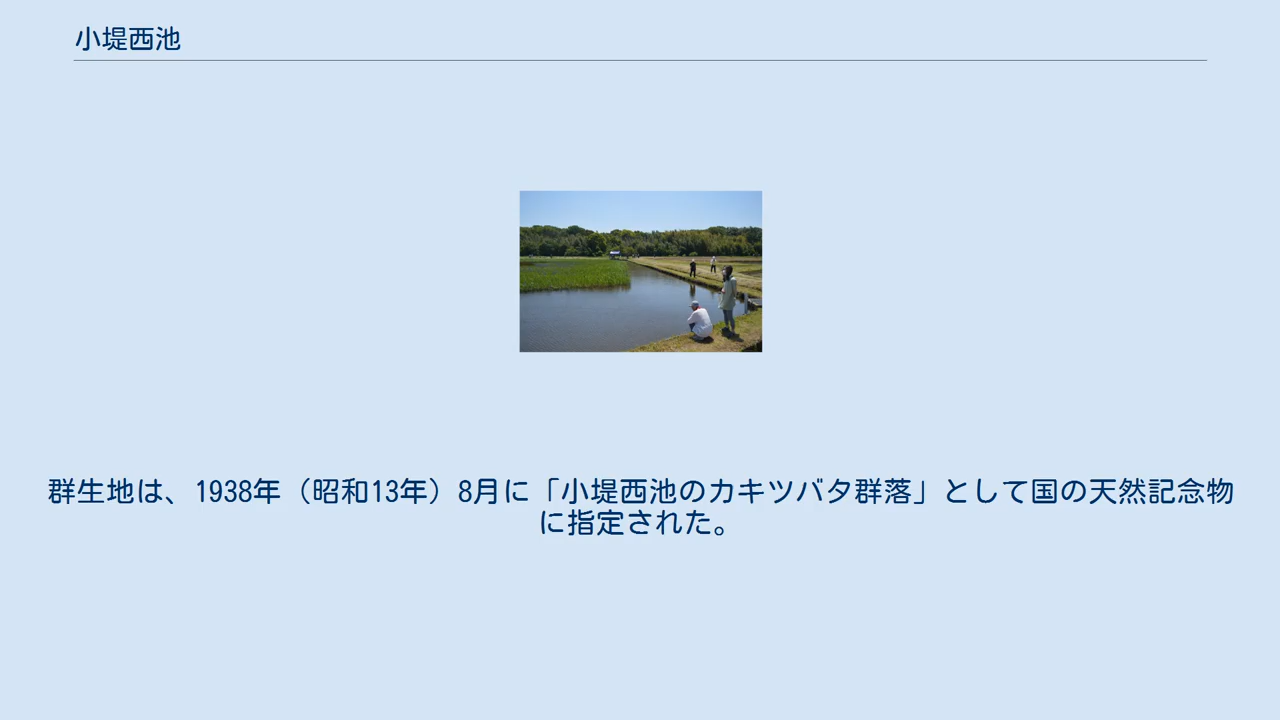 小堤西池
群生地は、1938年（昭和13年）8月に「小堤西池のカキツバタ群落」として国の天然記念物
に指定された。